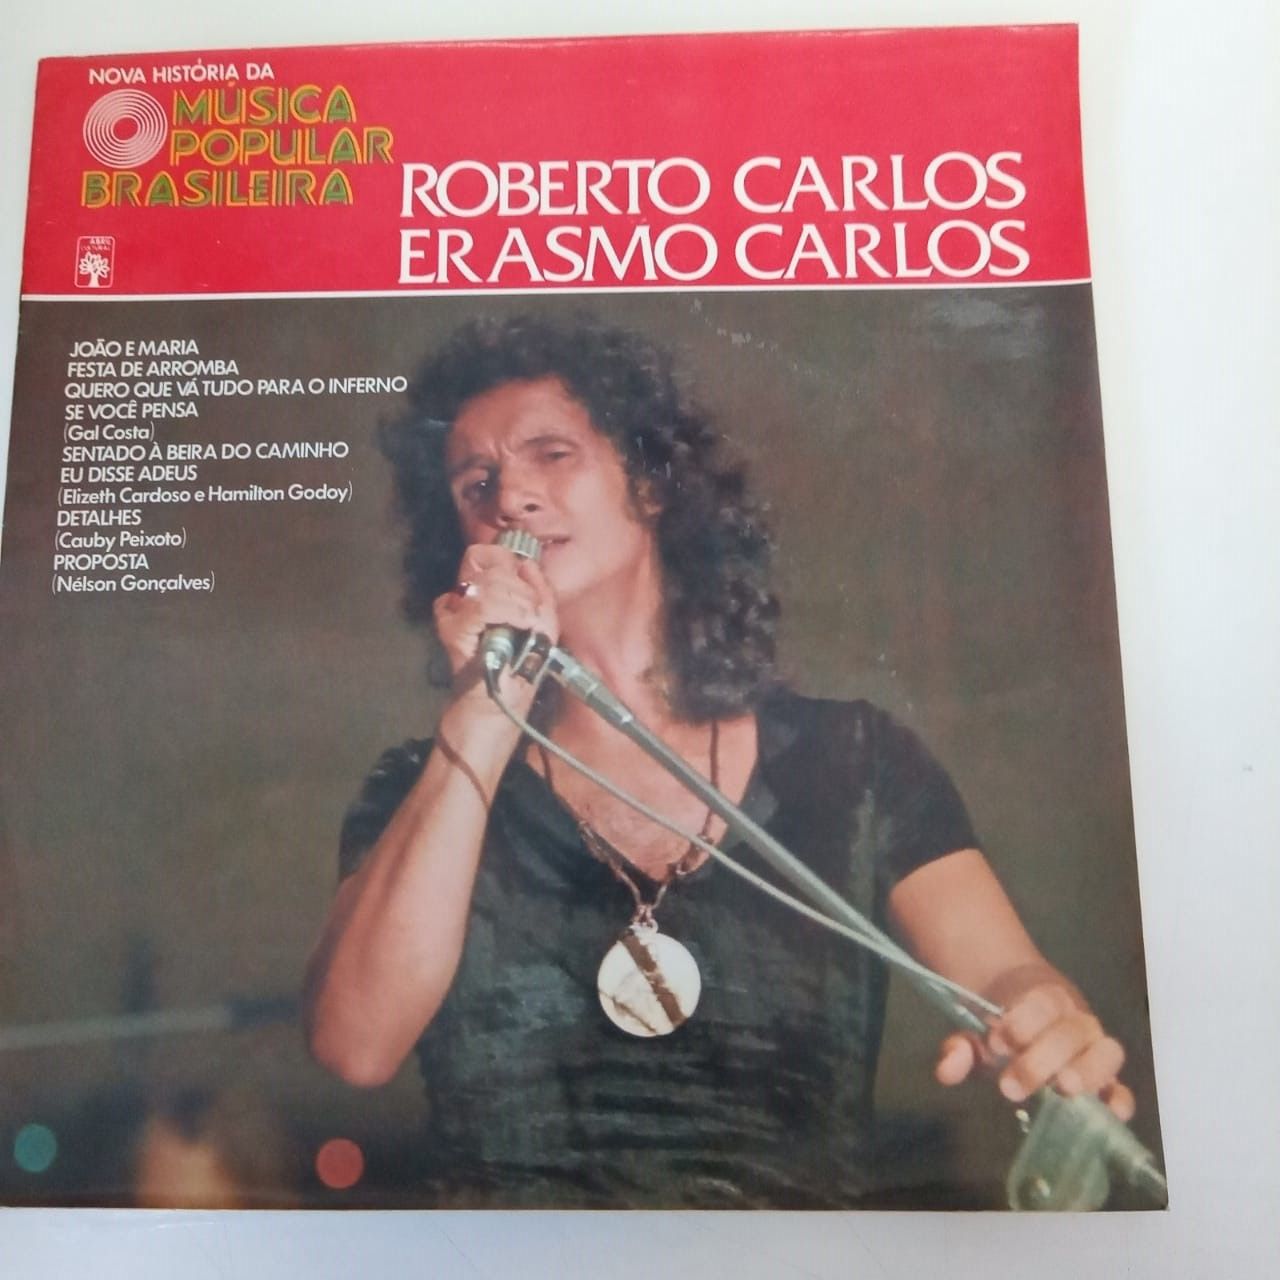 NOVA HISTÓRIA DA
MÚSICA
POPULAR
BRASILEIRA
ABRIL
CULTURAL
ROBERTO CARLOS
ERASMO CARLOS
JOÃO E MARIA
FESTA DE ARROMBA
QUERO QUE VÁ TUDO PARA O INFERNO
SE VOCÊ PENSA
(Gal Costa)
SENTADO À BEIRA DO CAMINHO
EU DISSE ADEUS
(Elizeth Cardoso e Hamilton Godoy)
DETALHES
(Cauby Peixoto)
PROPOSTA
(Nélson Gonçalves)